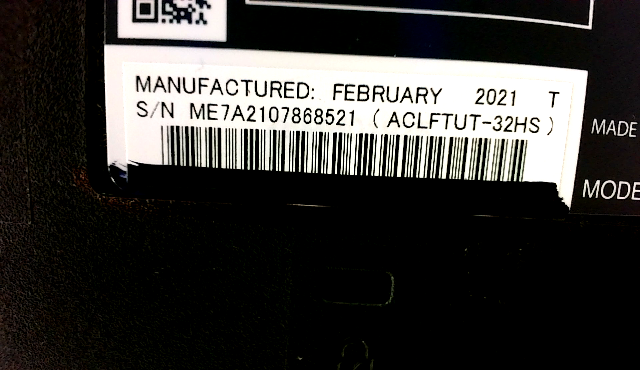 MANUFACTURED: FEBRUARY 2021 T
S/N ME7A2107868521 (ACLFTUT-32HS)
MADE
MODE